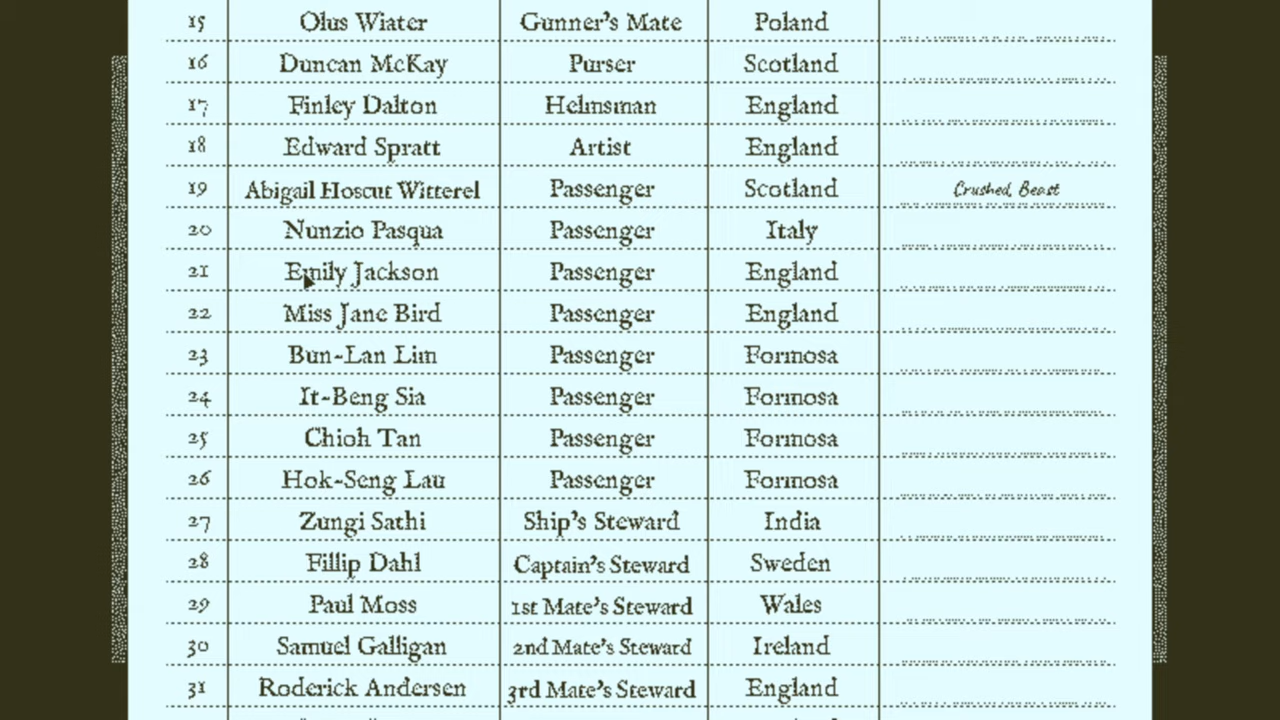 15 Olus Wiater Gunner's Mate Poland
16 Duncan McKay Purser Scotland
17 Finley Dalton Helmsman England
18 Edward Spratt Artist England
19 Abigail Hoscut Witterel Passenger Scotland Crushed, Beast
20 Nunzio Pasqua Passenger Italy
21 Emily Jackson Passenger England
22 Miss Jane Bird Passenger England
23 Bun-Lan Lim Passenger Formosa
24 It-Beng Sia Passenger Formosa
25 Chioh Tan Passenger Formosa
26 Hok-Seng Lau Passenger Formosa
27 Zungi Sathi Ship's Steward India
28 Fillip Dahl Captain's Steward Sweden
29 Paul Moss 1st Mate's Steward Wales
30 Samuel Galligan 2nd Mate's Steward Ireland
31 Roderick Andersen 3rd Mate's Steward England